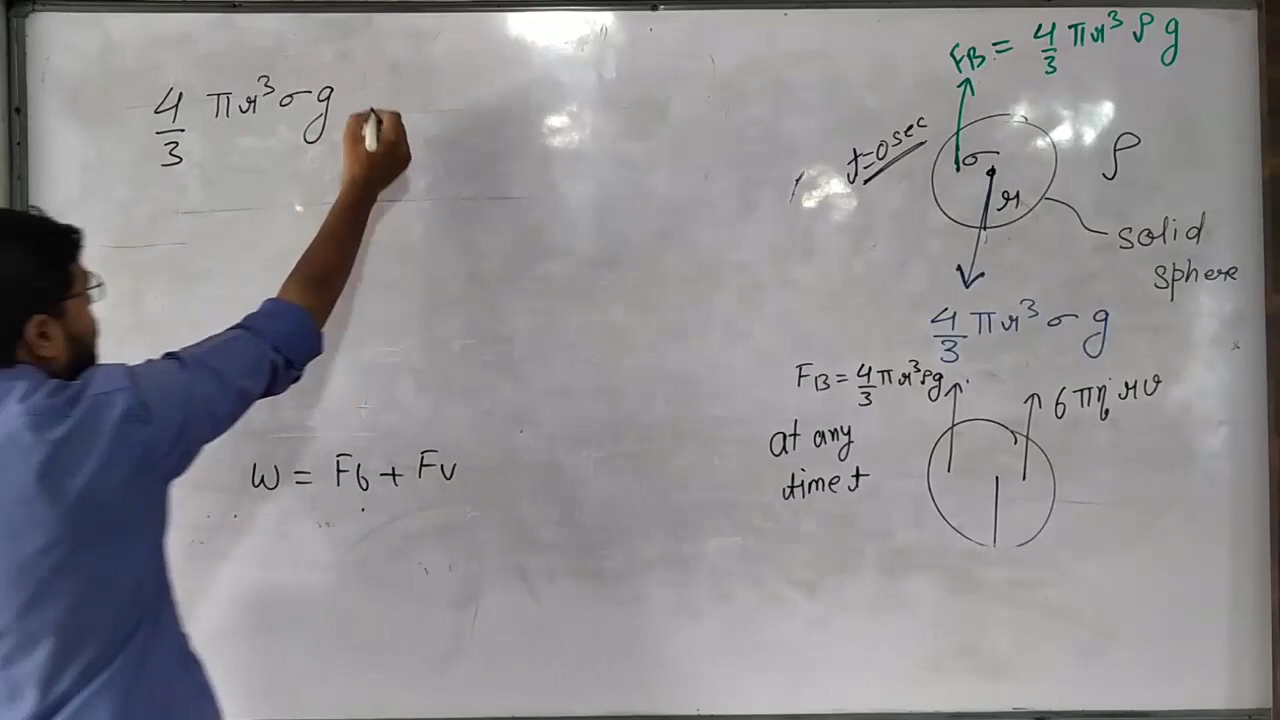 4/3 πr³σg
W = Fb + Fv
FB = 4/3 πr³ρg
t=0 sec
σ
r
ρ
solid
sphere
4/3 πr³σg
FB = 4/3 πr³ρg
6πηrv
at any
time t